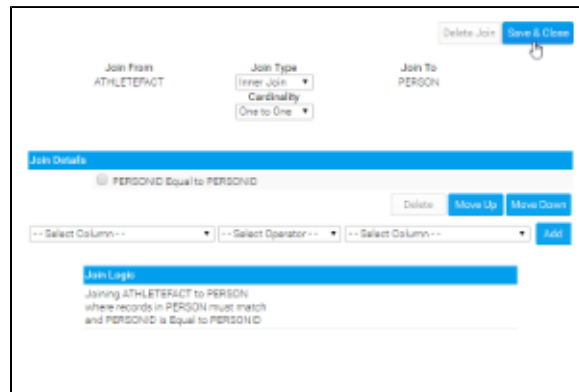 Delete Join Save & Close
Join From Join Type Join To
ATHLETEFACT Inner Join PERSON
Cardinality
One to One
Join Details
PERSONID Equal to PERSONID
Delete Move Up Move Down
-- Select Column -- -- Select Operator -- -- Select Column -- Add
Join Logic
Joining ATHLETEFACT to PERSON
where records in PERSON must match
and PERSONID is Equal to PERSONID